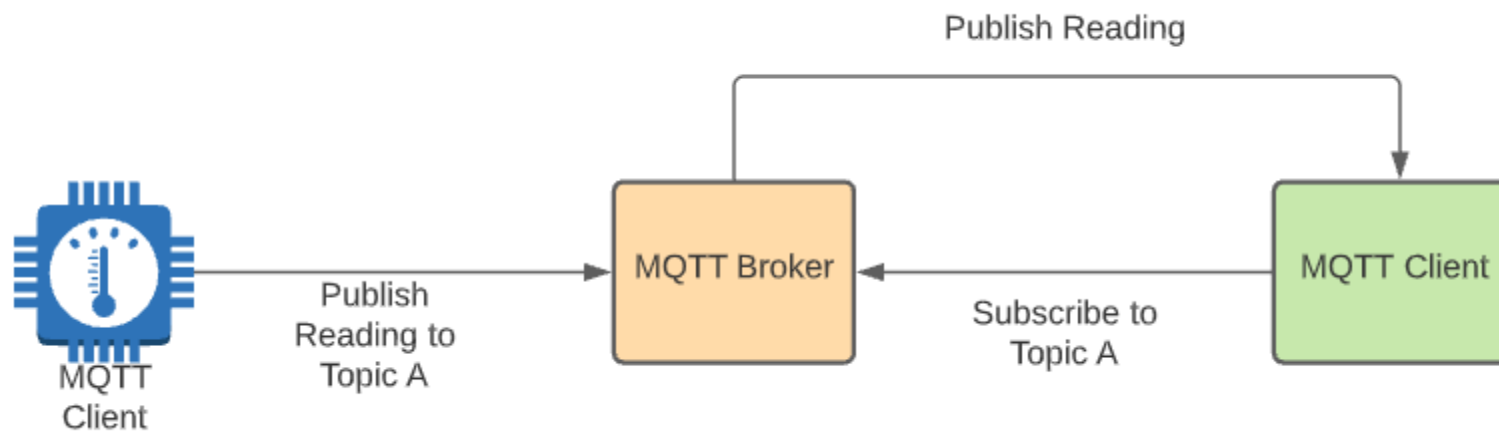 Publish Reading
MQTT Broker
MQTT Client
Publish
Reading to
Topic A
Subscribe to
Topic A
MQTT
Client